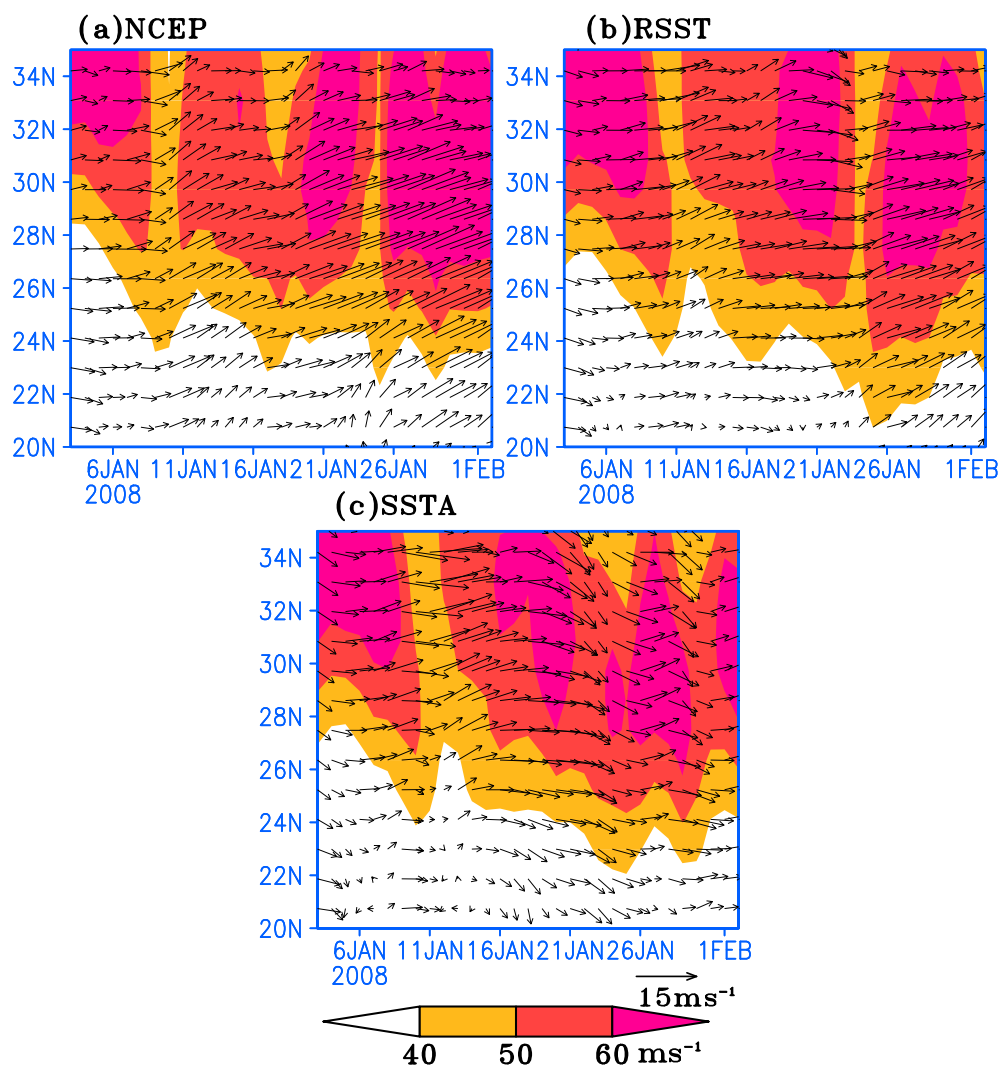 (a)NCEP
34N
32N
30N
28N
26N
24N
22N
20N
6JAN 11JAN 16JAN 21JAN 26JAN 1FEB
2008
(b)RSST
34N
32N
30N
28N
26N
24N
22N
20N
6JAN 11JAN 16JAN 21JAN 26JAN 1FEB
2008
(c)SSTA
34N
32N
30N
28N
26N
24N
22N
20N
6JAN 11JAN 16JAN 21JAN 26JAN 1FEB
2008
15ms⁻¹
40 50 60 ms⁻¹